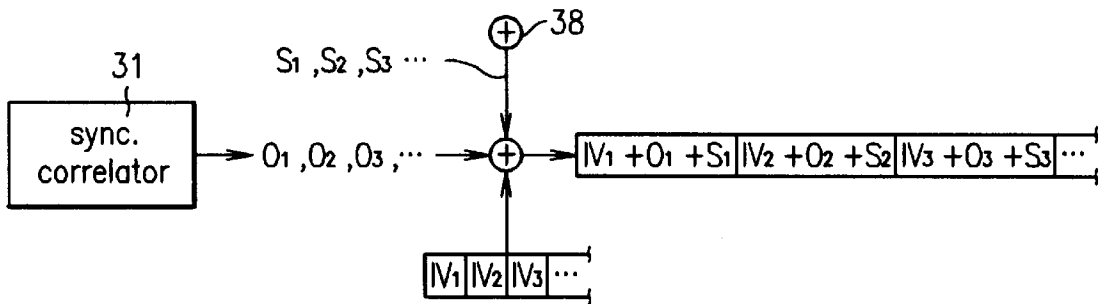 38
S1 ,S2 ,S3 ···
31
sync.
correlator
O1 ,O2 ,O3 ,···
IV1 +O1 +S1 IV2 +O2 +S2 IV3 +O3 +S3 ···
IV1 IV2 IV3 ···